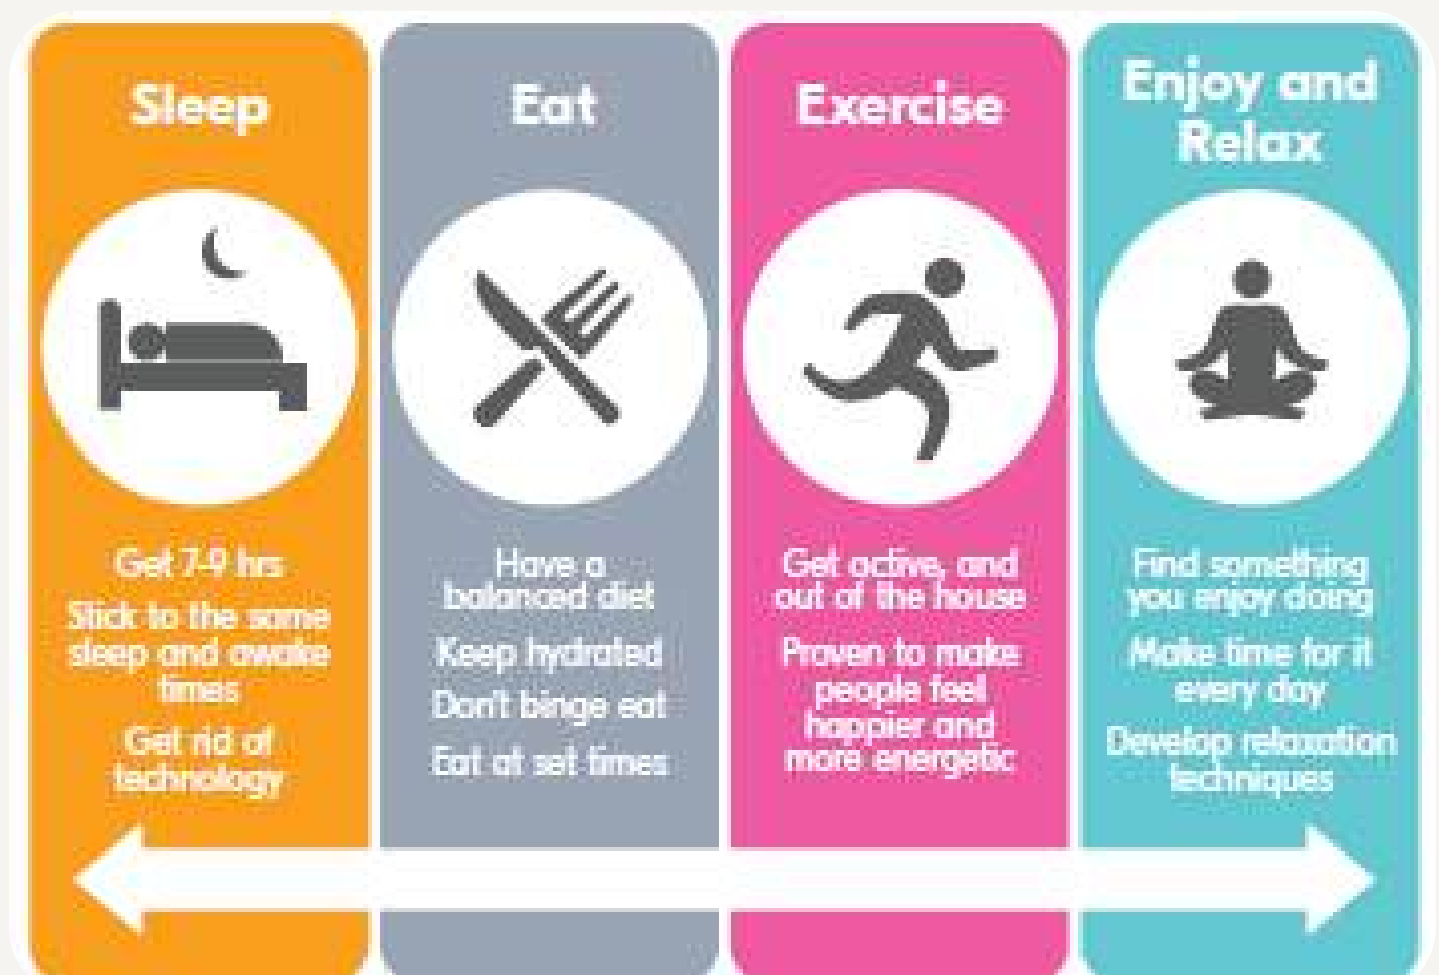 Sleep
Get 7-9 hrs
Stick to the same
sleep and awake
times
Get rid of
technology
Eat
Have a
balanced diet
Keep hydrated
Don't binge eat
Eat at set times
Exercise
Get active, and
out of the house
Proven to make
people feel
happier and
more energetic
Enjoy and
Relax
Find something
you enjoy doing
Make time for it
every day
Develop relaxation
techniques